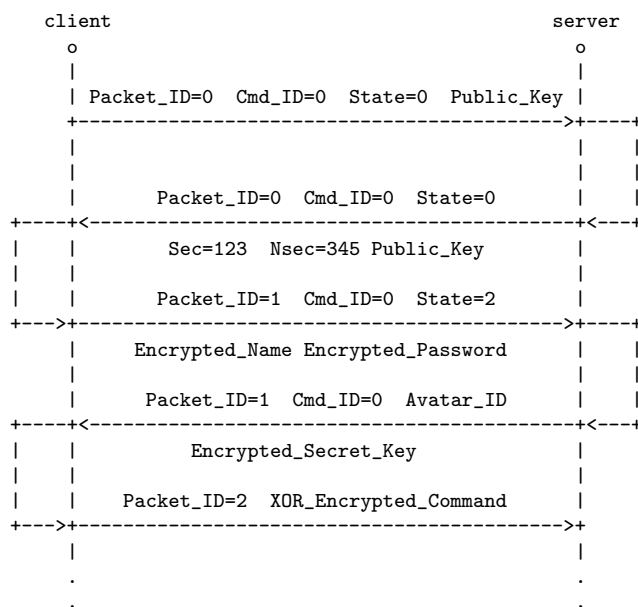 client server
Packet_ID=0 Cmd_ID=0 State=0 Public_Key
Packet_ID=0 Cmd_ID=0 State=0
Sec=123 Nsec=345 Public_Key
Packet_ID=1 Cmd_ID=0 State=2
Encrypted_Name Encrypted_Password
Packet_ID=1 Cmd_ID=0 Avatar_ID
Encrypted_Secret_Key
Packet_ID=2 XOR_Encrypted_Command